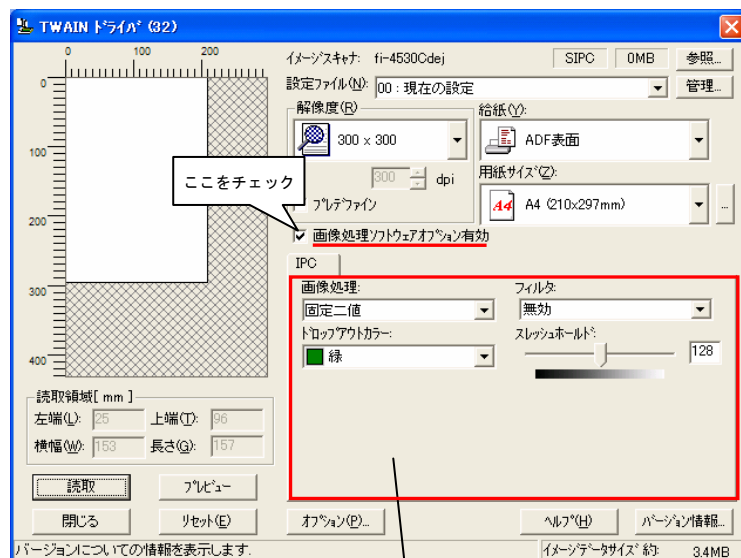 TWAIN ﾄﾞﾗｲﾊﾞ (32)
0 100 200
0
100
200
300
400
イメージスキャナ: fi-4530Cdej
SIPC 0MB 参照...
設定ファイル(N): 00 : 現在の設定 管理...
解像度(R)
300 × 300
300 dpi
ﾌﾟﾚﾃﾞﾌｧｲﾝ
給紙(Y):
ADF表面
用紙ｻｲｽﾞ(Z):
A4 A4 (210x297mm) ...
ここをチェック
画像処理ｿﾌﾄｳｪｱｵﾌﾟｼｮﾝ有効
IPC
画像処理:
固定二値
フィルタ:
無効
ﾄﾞﾛｯﾌﾟｱｳﾄｶﾗｰ:
緑
ｽﾚｯｼｭﾎｰﾙﾄﾞ:
128
読取領域[ mm ]
左端(L): 25 上端(T): 96
横幅(W): 153 長さ(G): 157
読取 ﾌﾟﾚﾋﾞｭｰ
閉じる ﾘｾｯﾄ(E) ｵﾌﾟｼｮﾝ(P)... ﾍﾙﾌﾟ(H) ﾊﾞｰｼﾞｮﾝ情報...
バージョンについての情報を表示します. ｲﾒｰｼﾞﾃﾞｰﾀｻｲｽﾞ 約: 3.4MB